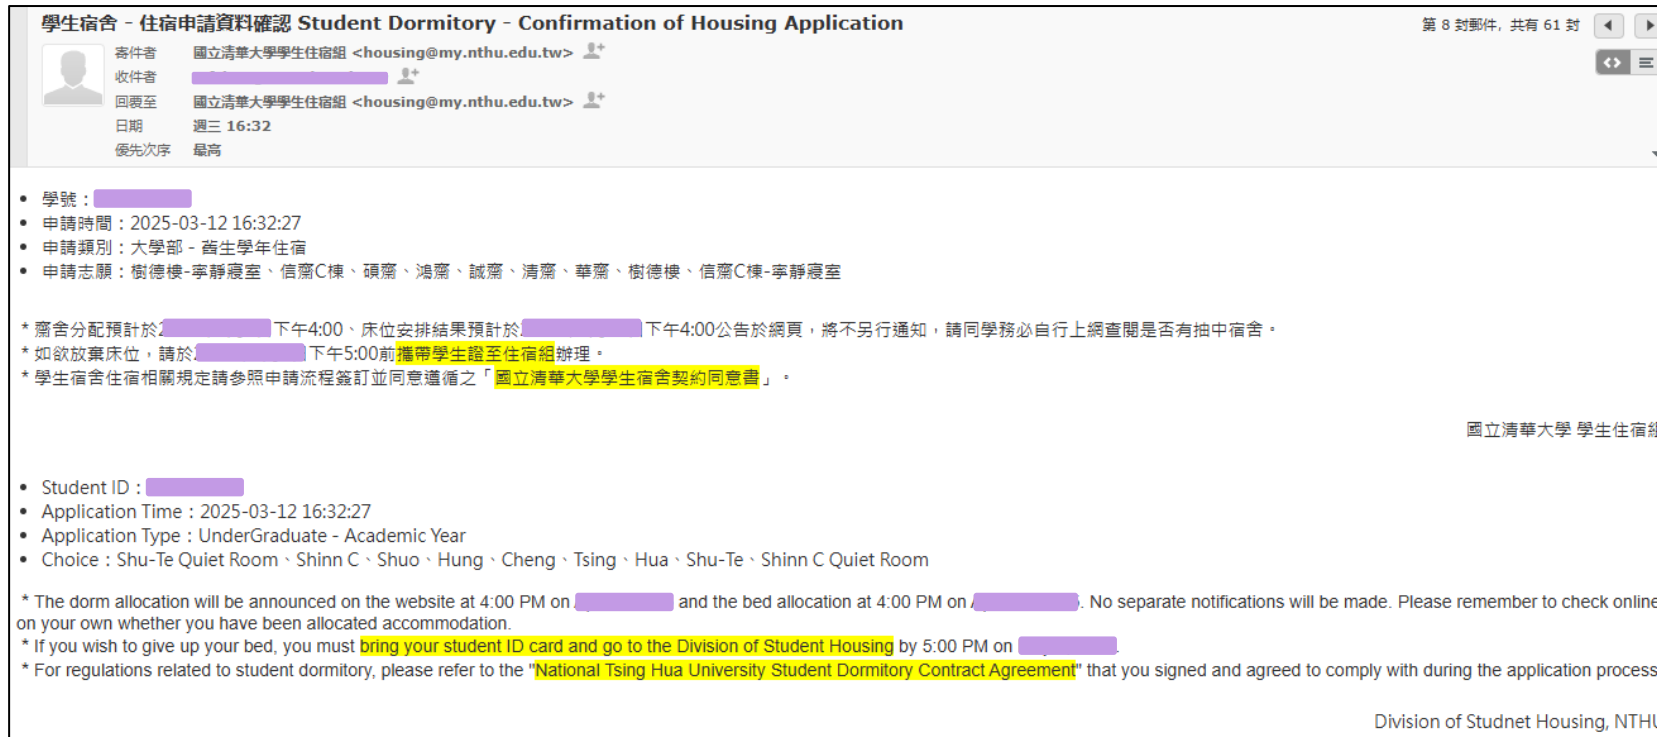 學生宿舍 - 住宿申請資料確認 Student Dormitory - Confirmation of Housing Application
第 8 封郵件, 共有 61 封
寄件者 國立清華大學學生住宿組 <housing@my.nthu.edu.tw>
收件者
回覆至 國立清華大學學生住宿組 <housing@my.nthu.edu.tw>
日期 週三 16:32
優先次序 最高
• 學號：
• 申請時間：2025-03-12 16:32:27
• 申請類別：大學部 - 舊生學年住宿
• 申請志願：樹德樓-寧靜寢室、信齋C棟、碩齋、鴻齋、誠齋、清齋、華齋、樹德樓、信齋C棟-寧靜寢室
* 齋舍分配預計於 下午4:00、床位安排結果預計於 下午4:00公告於網頁，將不另行通知，請同學務必自行上網查閱是否有抽中宿舍。
* 如欲放棄床位，請於 下午5:00前攜帶學生證至住宿組辦理。
* 學生宿舍住宿相關規定請參照申請流程簽訂並同意遵循之「國立清華大學學生宿舍契約同意書」。
國立清華大學 學生住宿組
• Student ID：
• Application Time：2025-03-12 16:32:27
• Application Type：UnderGraduate - Academic Year
• Choice：Shu-Te Quiet Room、Shinn C、Shuo、Hung、Cheng、Tsing、Hua、Shu-Te、Shinn C Quiet Room
* The dorm allocation will be announced on the website at 4:00 PM on and the bed allocation at 4:00 PM on . No separate notifications will be made. Please remember to check online
on your own whether you have been allocated accommodation.
* If you wish to give up your bed, you must bring your student ID card and go to the Division of Student Housing by 5:00 PM on .
* For regulations related to student dormitory, please refer to the "National Tsing Hua University Student Dormitory Contract Agreement" that you signed and agreed to comply with during the application process
Division of Studnet Housing, NTHU